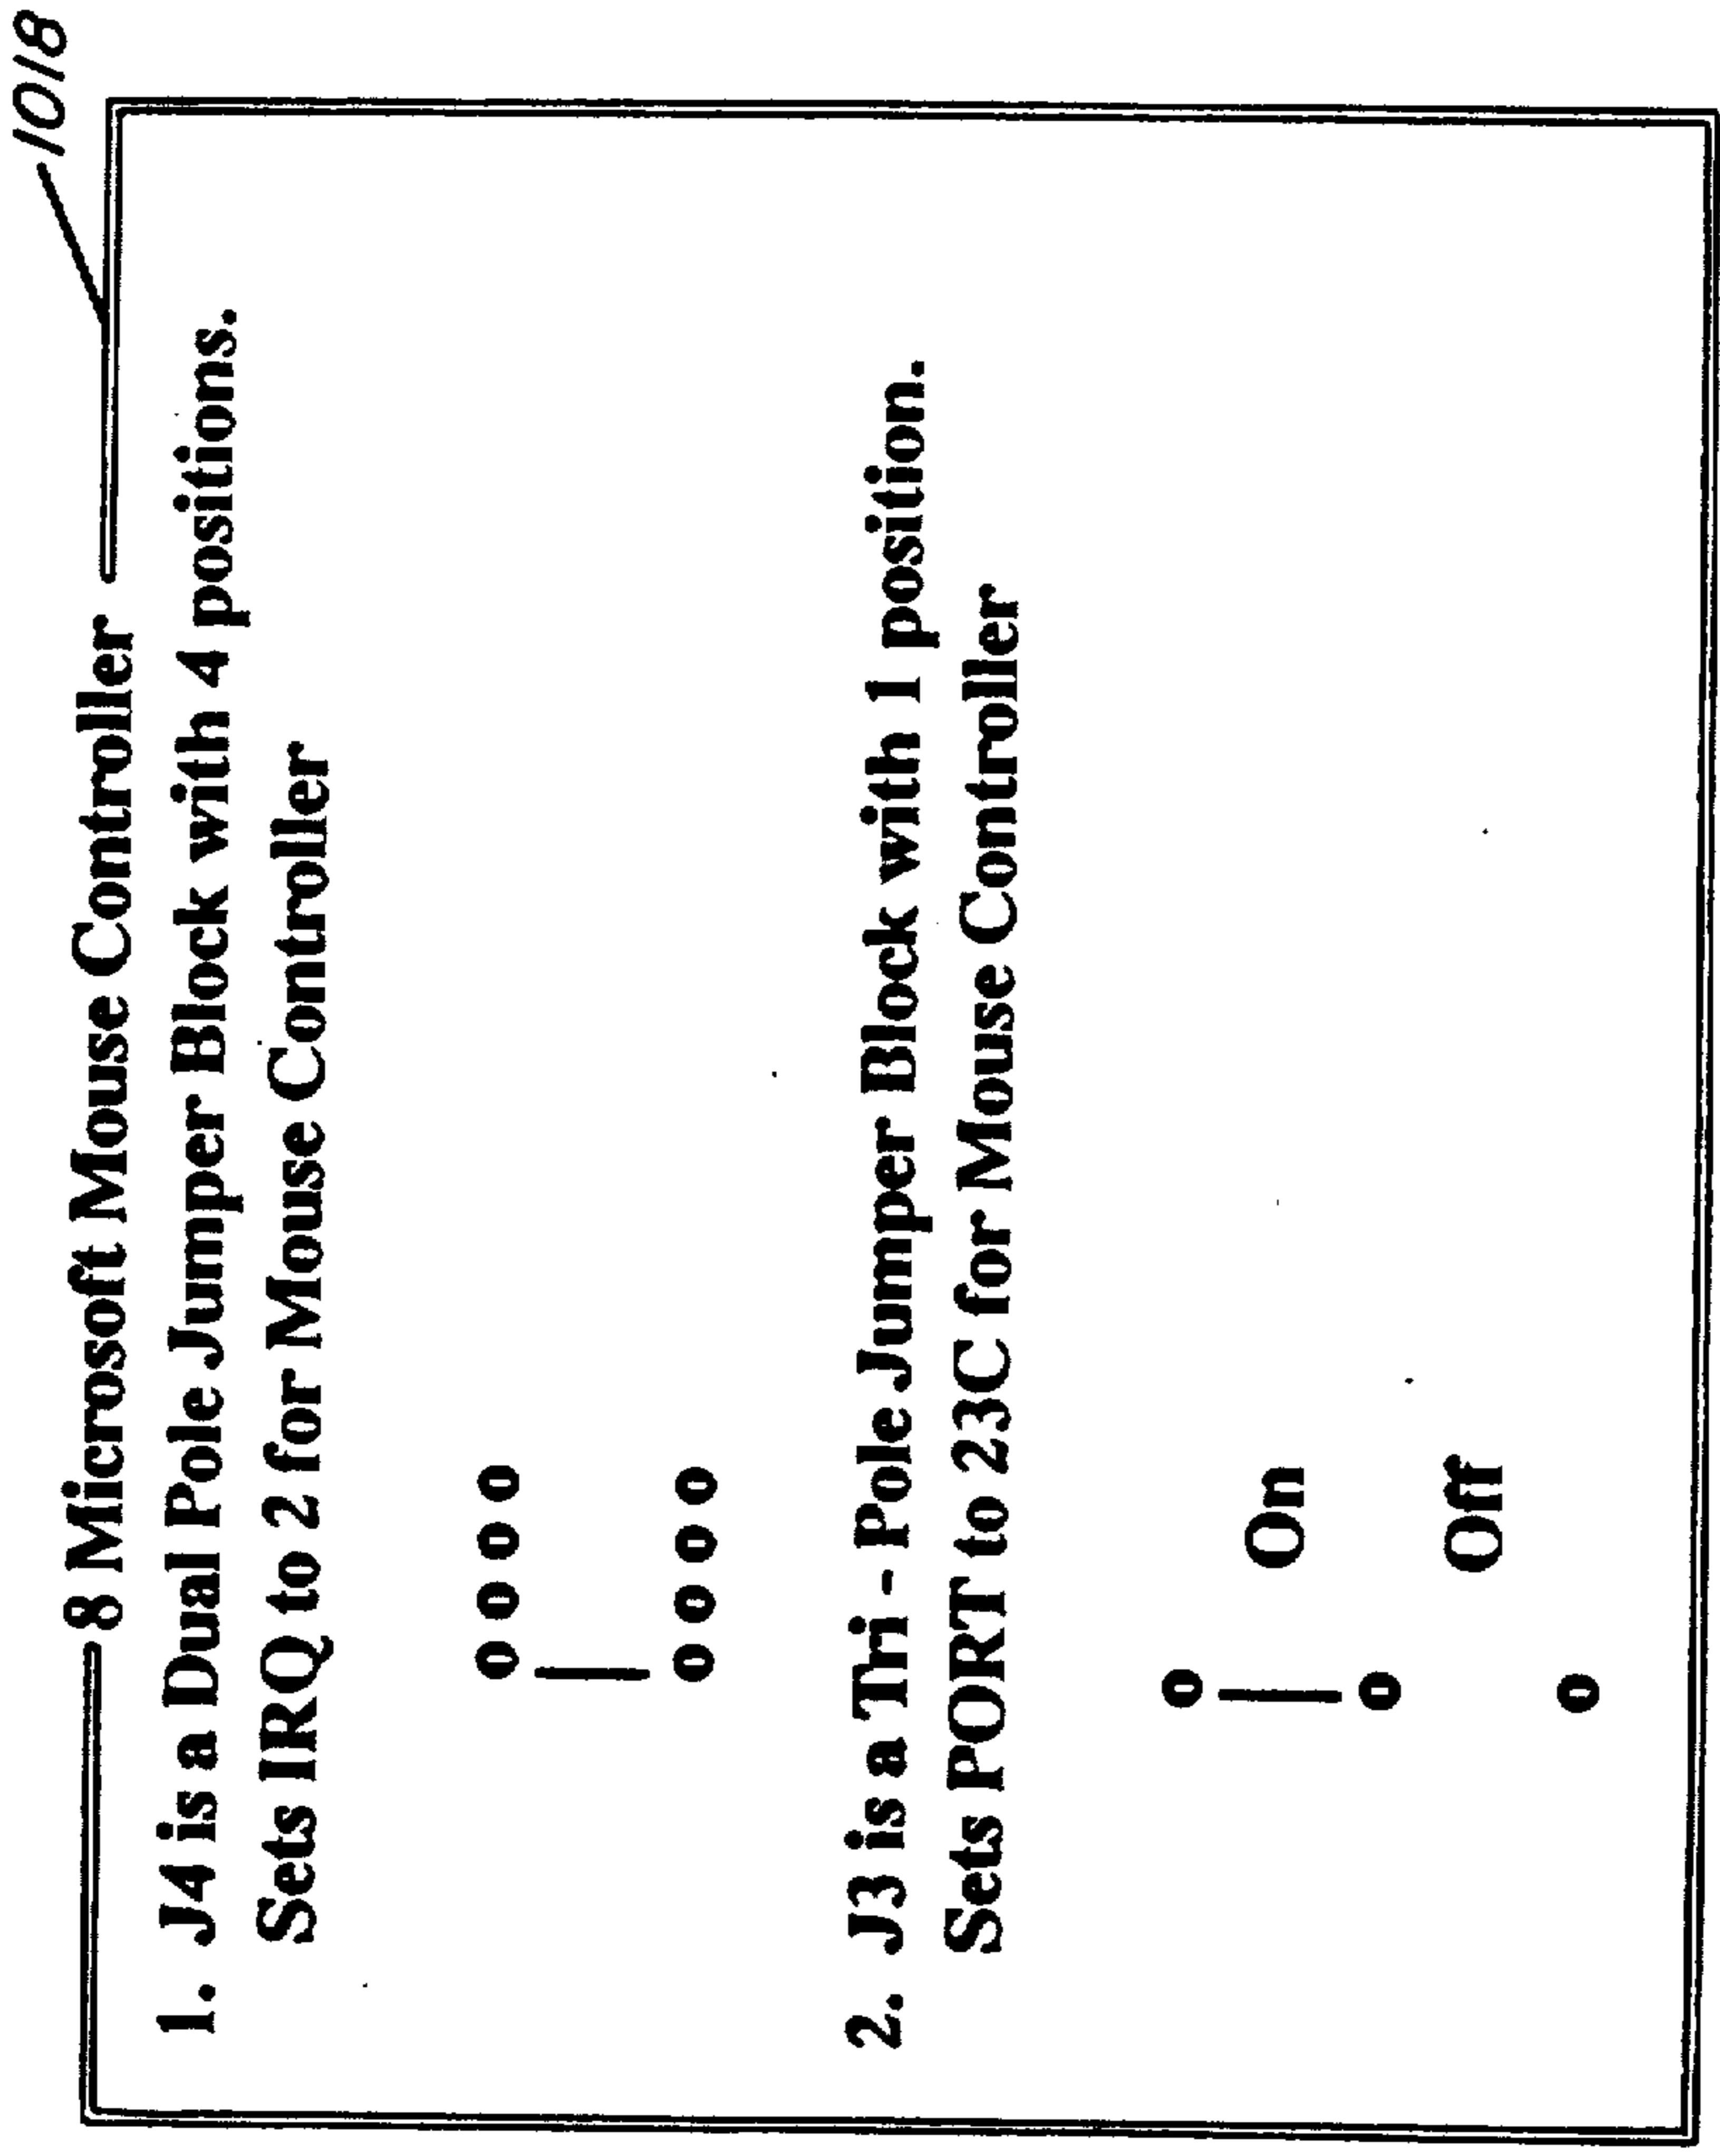 1018
8 Microsoft Mouse Controller
1. J4 is a Dual Pole Jumper Block with 4 positions.
Sets IRQ to 2 for Mouse Controller
o o o o
|
o o o o
2. J3 is a Tri - Pole Jumper Block with 1 position.
Sets PORT to 23C for Mouse Controller
o
| On
o
Off
o